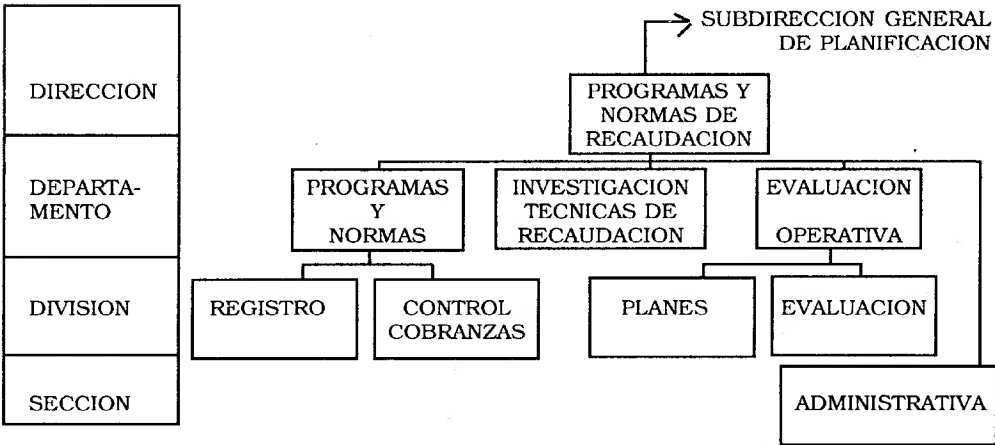 SUBDIRECCION GENERAL
DE PLANIFICACION
DIRECCION
PROGRAMAS Y
NORMAS DE
RECAUDACION
DEPARTA-
MENTO
PROGRAMAS
Y
NORMAS
INVESTIGACION
TECNICAS DE
RECAUDACION
EVALUACION
OPERATIVA
DIVISION
REGISTRO
CONTROL
COBRANZAS
PLANES
EVALUACION
SECCION
ADMINISTRATIVA